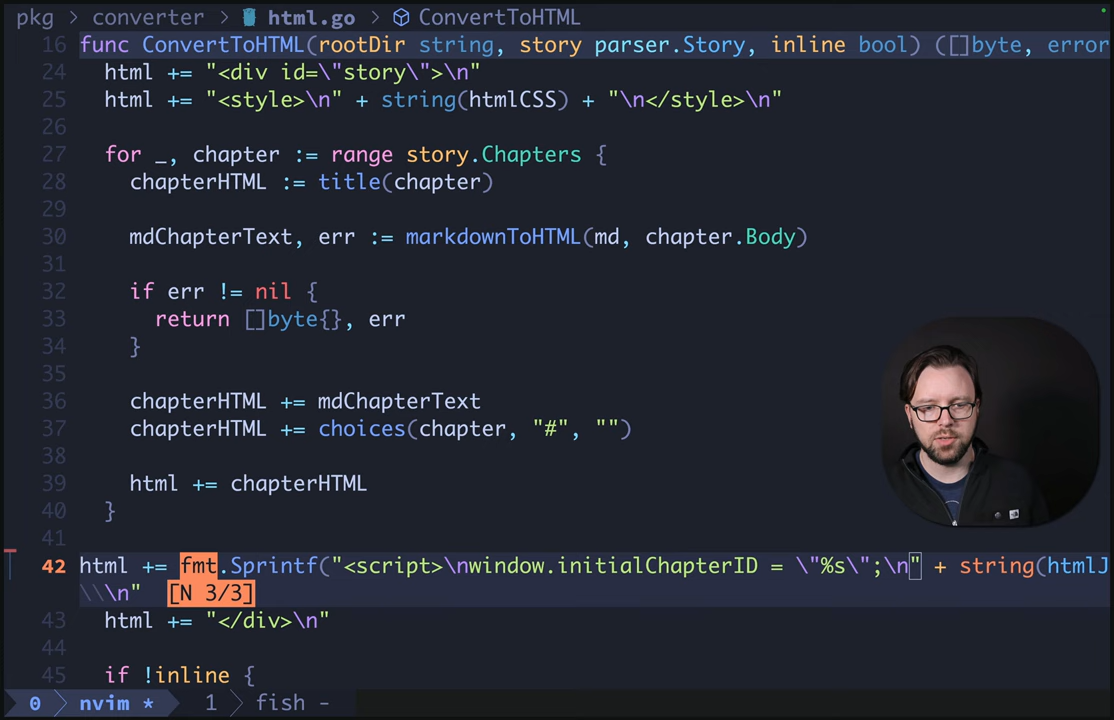 pkg > converter > html.go > ConvertToHTML
16 func ConvertToHTML(rootDir string, story parser.Story, inline bool) ([]byte, error
24 html += "<div id=\"story\">\n"
25 html += "<style>\n" + string(htmlCSS) + "\n</style>\n"
26
27 for _, chapter := range story.Chapters {
28 chapterHTML := title(chapter)
29
30 mdChapterText, err := markdownToHTML(md, chapter.Body)
31
32 if err != nil {
33 return []byte{}, err
34 }
35
36 chapterHTML += mdChapterText
37 chapterHTML += choices(chapter, "#", "")
38
39 html += chapterHTML
40 }
41
42 html += fmt.Sprintf("<script>\nwindow.initialChapterID = \"%s\";\n" + string(htmlJ
\\\n" [N 3/3]
43 html += "</div>\n"
44
45 if !inline {
0 nvim * 1 fish -